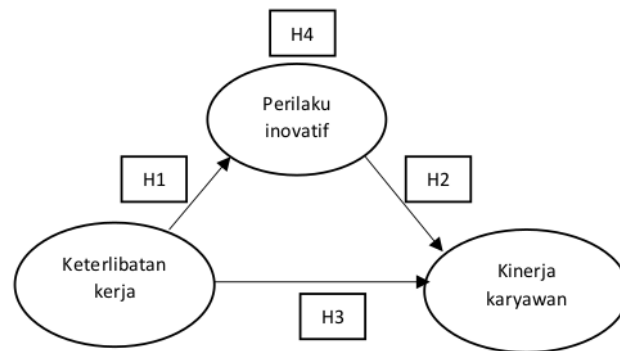 H4
Perilaku
inovatif
H1
H2
Keterlibatan
kerja
Kinerja
karyawan
H3